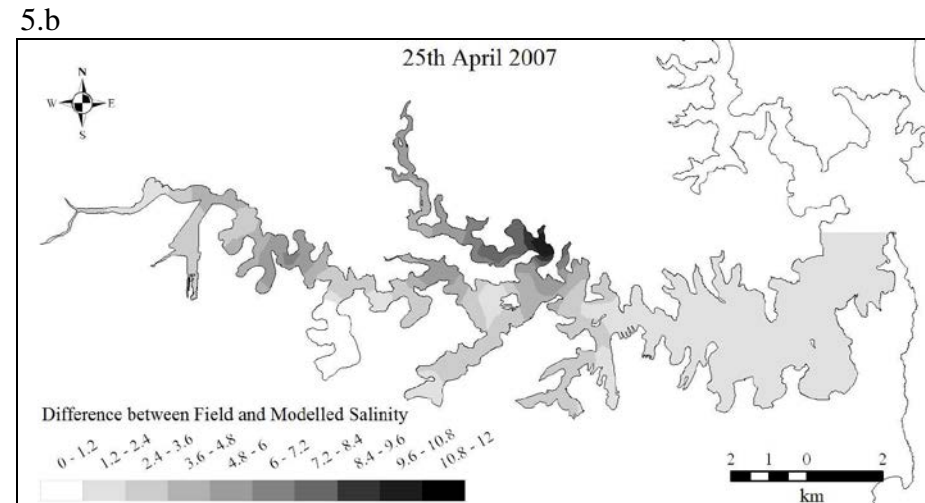 5.b
25th April 2007
N
W E
S
Difference between Field and Modelled Salinity
0 - 1.2
1.2 - 2.4
2.4 - 3.6
3.6 - 4.8
4.8 - 6
6 - 7.2
7.2 - 8.4
8.4 - 9.6
9.6 - 10.8
10.8 - 12
2 1 0 2
km